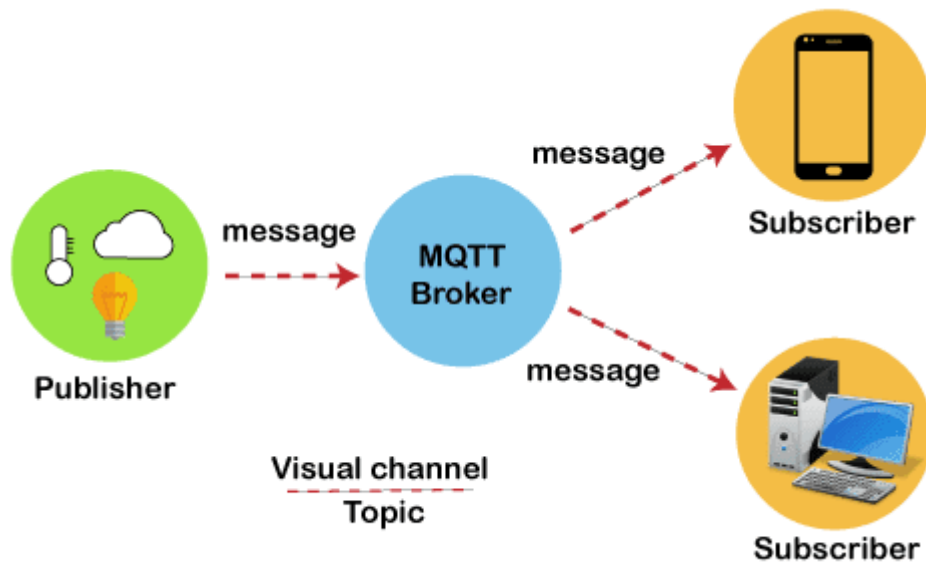 message
Subscriber
message
MQTT
Broker
Publisher
message
Visual channel
Topic
Subscriber